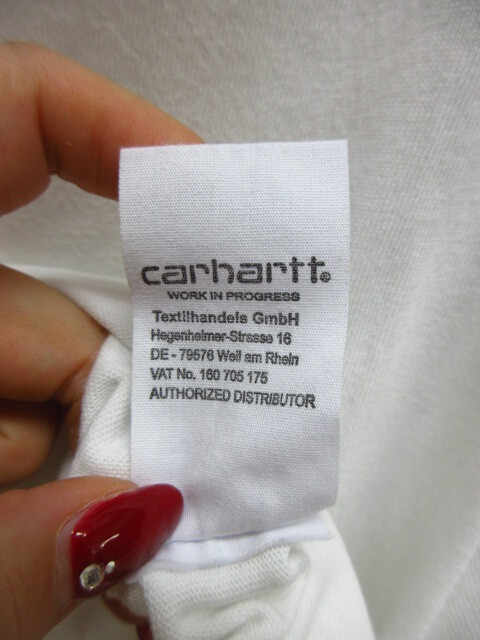 carhartt®
WORK IN PROGRESS
Textilhandels GmbH
Hegenheimer-Strasse 16
DE - 79576 Weil am Rhein
VAT No. 160 705 175
AUTHORIZED DISTRIBUTOR